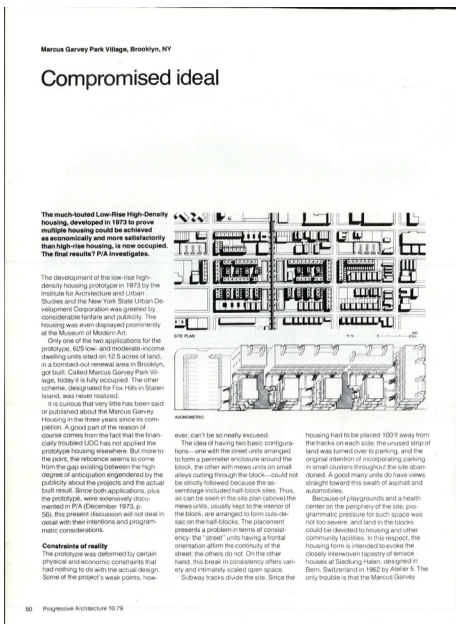 Marcus Garvey Park Village, Brooklyn, NY
Compromised ideal
The much-touted Low-Rise High-Density
housing, developed in 1973 to prove
multiple housing could be achieved
as economically and more satisfactorily
than high-rise housing, is now occupied.
The final results? P/A investigates.
The development of the low-rise high-
density housing prototype in 1973 by the
Institute for Architecture and Urban
Studies and the New York State Urban De-
velopment Corporation was greeted by
considerable fanfare and publicity. The
housing was even displayed prominently
at the Museum of Modern Art.
Only one of the two applications for the
prototype, 625 low- and moderate-income
dwelling units sited on 12.5 acres of land,
in a bombed-out renewal area in Brooklyn,
got built. Called Marcus Garvey Park Vil-
lage, today it is fully occupied. The other
scheme, designated for Fox Hills in Staten
Island, was never realized.
It is curious that very little has been said
or published about the Marcus Garvey
Housing in the three years since its com-
pletion. A good part of the reason of
course comes from the fact that the finan-
cially troubled UDC has not applied the
prototype housing elsewhere. But more to
the point, the reticence seems to come
from the gap existing between the high
degree of anticipation engendered by the
publicity about the projects and the actual
built result. Since both applications, plus
the prototype, were extensively docu-
mented in P/A (December 1973, p.
56), this present discussion will not deal in
detail with their intentions and program-
matic considerations.
Constraints of reality
The prototype was deformed by certain
physical and economic constraints that
had nothing to do with the actual design.
Some of the project's weak points, how-
SITE PLAN
AXONOMETRIC
ever, can't be so neatly excused.
The idea of having two basic configura-
tions—one with the street units arranged
to form a perimeter enclosure around the
block, the other with mews units on small
alleys cutting through the block—could not
be strictly followed because the as-
semblage included half-block sites. Thus,
as can be seen in the site plan (above) the
mews units, usually kept to the interior of
the block, are arranged to form culs-de-
sac on the half-blocks. The placement
presents a problem in terms of consist-
ency: the "street" units having a frontal
orientation affirm the continuity of the
street; the others do not. On the other
hand, this break in consistency offers vari-
ety and intimately scaled open space.
Subway tracks divide the site. Since the
housing had to be placed 100 ft away from
the tracks on each side, the unused strip of
land was turned over to parking, and the
original intention of incorporating parking
in small clusters throughout the site aban-
doned. A good many units do have views
straight toward this swath of asphalt and
automobiles.
Because of playgrounds and a health
center on the periphery of the site, pro-
grammatic pressure for such space was
not too severe, and land in the blocks
could be devoted to housing and other
community facilities. In this respect, the
housing form is intended to evoke the
closely interwoven tapestry of terrace
houses at Siedlung Halen, designed in
Bern, Switzerland in 1962 by Atelier 5. The
only trouble is that the Marcus Garvey
50 Progressive Architecture 10:79